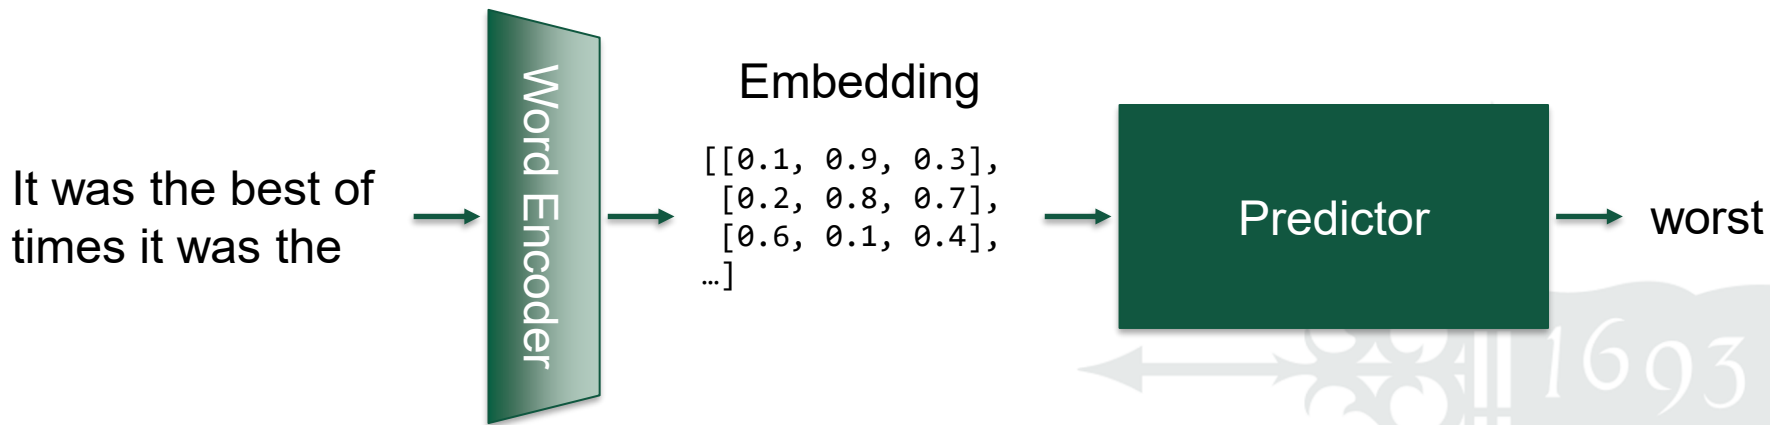 It was the best of
times it was the
Word Encoder
Embedding
[[0.1, 0.9, 0.3],
[0.2, 0.8, 0.7],
[0.6, 0.1, 0.4],
…]
Predictor
worst
1693